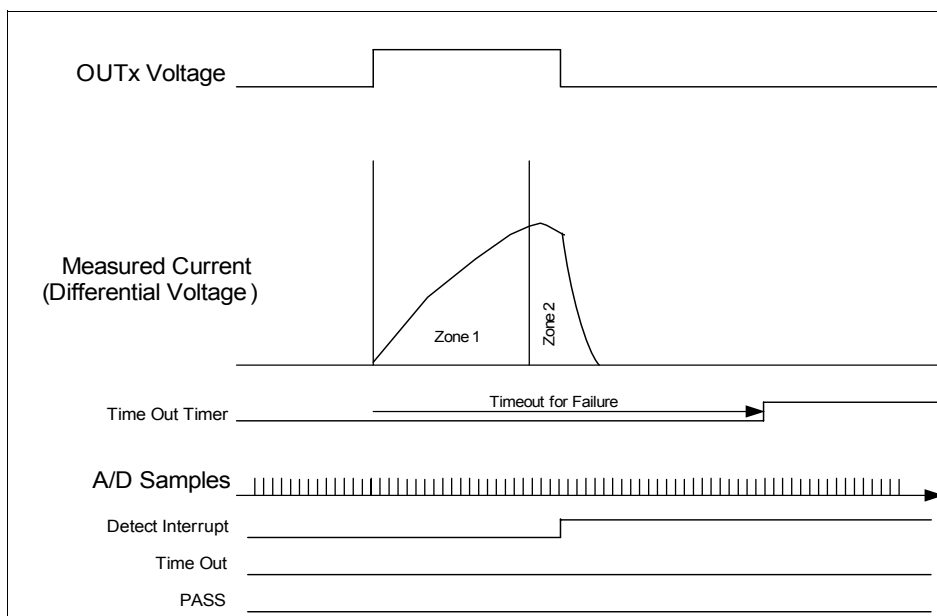 OUTx Voltage
Measured Current
(Differential Voltage)
Zone 1
Zone 2
Timeout for Failure
Time Out Timer
A/D Samples
Detect Interrupt
Time Out
PASS